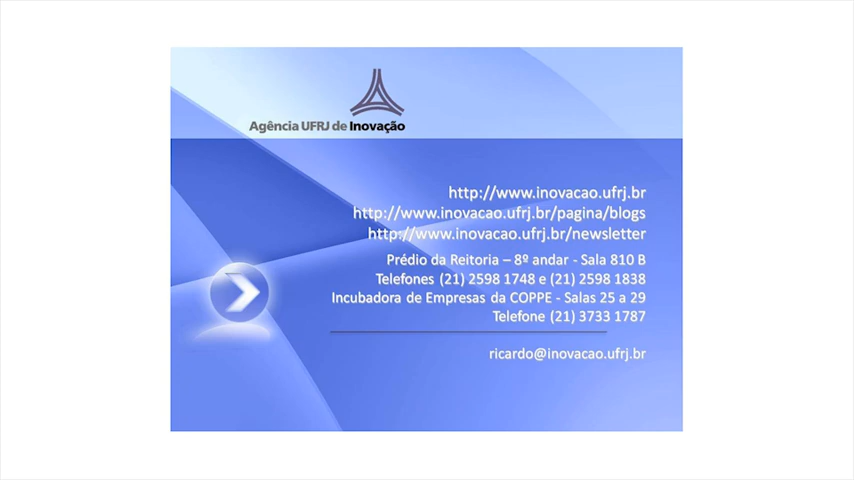 Agência UFRJ de Inovação
http://www.inovacao.ufrj.br
http://www.inovacao.ufrj.br/pagina/blogs
http://www.inovacao.ufrj.br/newsletter
Prédio da Reitoria – 8º andar - Sala 810 B
Telefones (21) 2598 1748 e (21) 2598 1838
Incubadora de Empresas da COPPE - Salas 25 a 29
Telefone (21) 3733 1787
ricardo@inovacao.ufrj.br